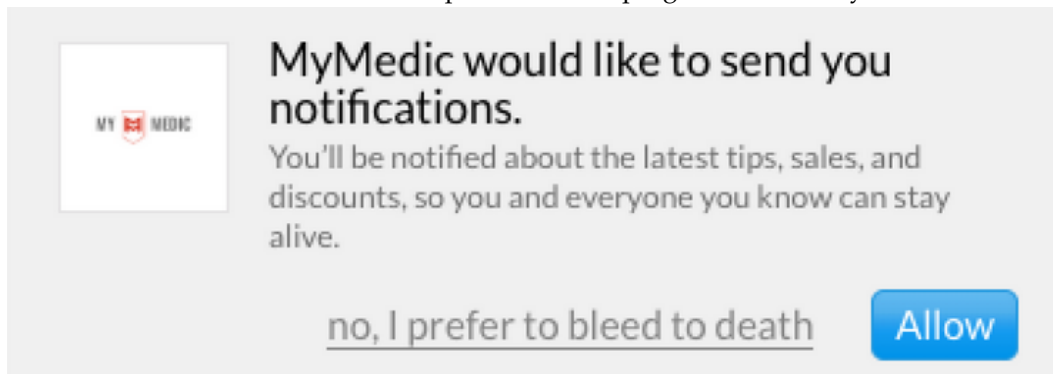 MyMedic would like to send you
notifications.
MY MEDIC
You'll be notified about the latest tips, sales, and
discounts, so you and everyone you know can stay
alive.
no, I prefer to bleed to death
Allow